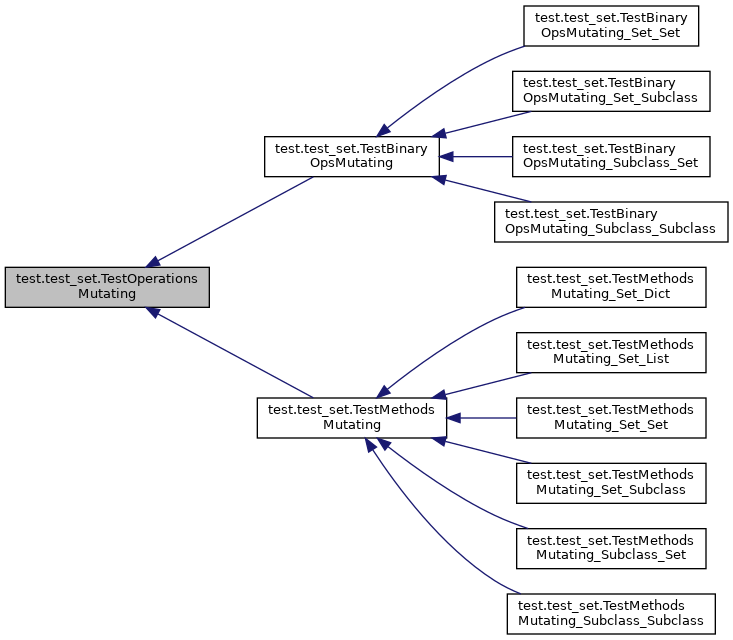 test.test_set.TestBinary
OpsMutating_Set_Set
test.test_set.TestBinary
OpsMutating_Set_Subclass
test.test_set.TestBinary
OpsMutating
test.test_set.TestBinary
OpsMutating_Subclass_Set
test.test_set.TestBinary
OpsMutating_Subclass_Subclass
test.test_set.TestOperations
Mutating
test.test_set.TestMethods
Mutating_Set_Dict
test.test_set.TestMethods
Mutating_Set_List
test.test_set.TestMethods
Mutating
test.test_set.TestMethods
Mutating_Set_Set
test.test_set.TestMethods
Mutating_Set_Subclass
test.test_set.TestMethods
Mutating_Subclass_Set
test.test_set.TestMethods
Mutating_Subclass_Subclass